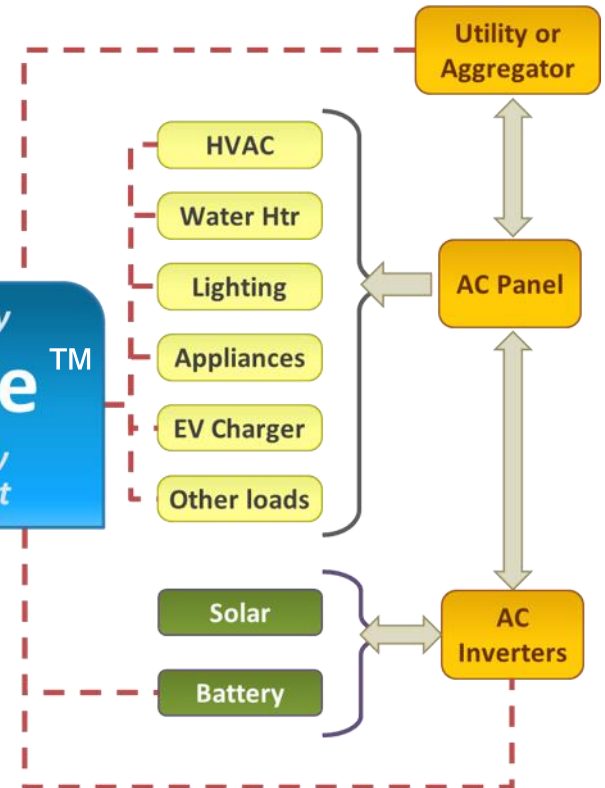 Utility or
Aggregator
HVAC
Water Htr
Lighting
AC Panel
Appliances
TM
e
EV Charger
Other loads
Solar
AC
Inverters
Battery